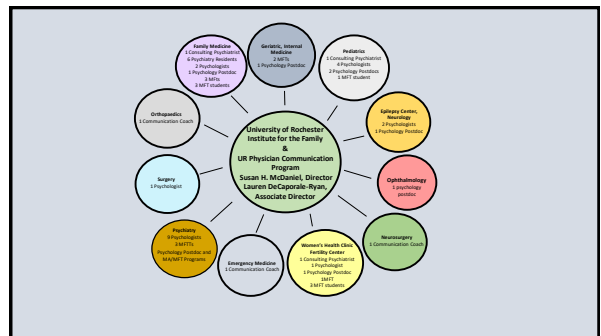 Family Medicine
1 Consulting Psychiatrist
6 Psychiatry Residents
2 Psychologists
1 Psychology Postdoc
3 MFTs
3 MFT students
Geriatric, Internal
Medicine
2 MFTs
1 Psychology Postdoc
Pediatrics
1 Consulting Psychiatrist
4 Psychologists
2 Psychology Postdocs
1 MFT student
Epilepsy Center,
Neurology
2 Psychologists
1 Psychology Postdoc
Ophthalmology
1 psychology
postdoc
Neurosurgery
1 Communication Coach
Women's Health Clinic
Fertility Center
1 Consulting Psychiatrist
1 Psychologist
1 Psychology Postdoc
1MFT
3 MFT students
Emergency Medicine
1 Communication Coach
Psychiatry
9 Psychologists
3 MFTTs
Psychology Postdoc and
MA/MFT Programs
Surgery
1 Psychologist
Orthopaedics
1 Communication Coach
University of Rochester
Institute for the Family
&
UR Physician Communication
Program
Susan H. McDaniel, Director
Lauren DeCaporale-Ryan,
Associate Director